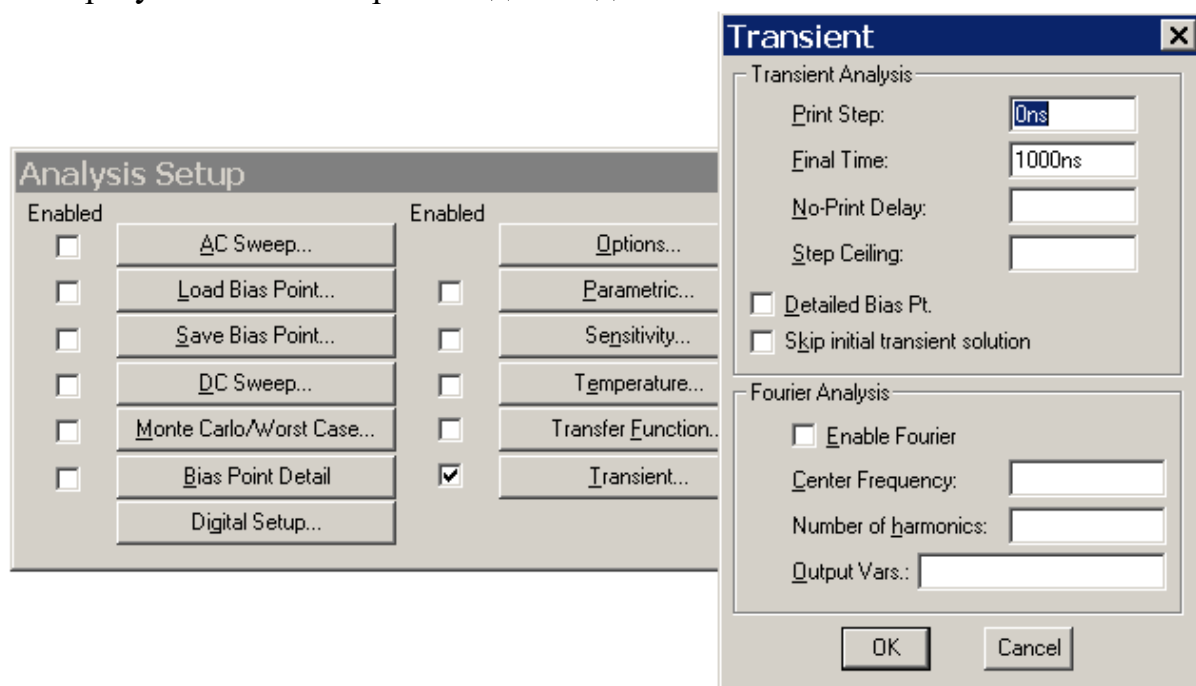 Analysis Setup
Enabled
Enabled
AC Sweep...
Options...
Load Bias Point...
Parametric...
Save Bias Point...
Sensitivity...
DC Sweep...
Temperature...
Monte Carlo/Worst Case...
Transfer Function..
Bias Point Detail
Transient...
Digital Setup...
Transient
Transient Analysis
Print Step: 0ns
Final Time: 1000ns
No-Print Delay:
Step Ceiling:
Detailed Bias Pt.
Skip initial transient solution
Fourier Analysis
Enable Fourier
Center Frequency:
Number of harmonics:
Output Vars.:
OK
Cancel